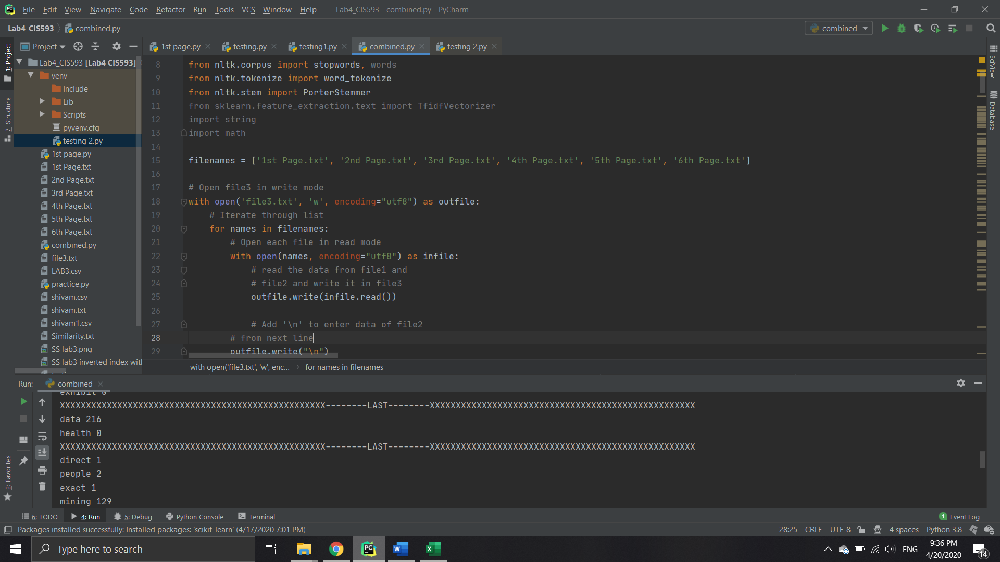 File Edit View Navigate Code Refactor Run Tools VCS Window Help Lab4_CIS593 - combined.py - PyCharm
Lab4_CIS593 combined.py combined
Project 1st page.py testing.py testing1.py combined.py testing 2.py
1: Project
7: Structure
2: Favorites
SciView
Database
Lab4_CIS593 [Lab4 CIS593]
venv
Include
Lib
Scripts
pyvenv.cfg
testing 2.py
1st page.py
1st Page.txt
2nd Page.txt
3rd Page.txt
4th Page.txt
5th Page.txt
6th Page.txt
combined.py
file3.txt
LAB3.csv
practice.py
shivam.csv
shivam.txt
shivam1.csv
Similarity.txt
SS lab3.png
SS lab3 inverted index wit
8 from nltk.corpus import stopwords, words
9 from nltk.tokenize import word_tokenize
10 from nltk.stem import PorterStemmer
11 from sklearn.feature_extraction.text import TfidfVectorizer
12 import string
13 import math
14
15 filenames = ['1st Page.txt', '2nd Page.txt', '3rd Page.txt', '4th Page.txt', '5th Page.txt', '6th Page.txt']
16
17 # Open file3 in write mode
18 with open('file3.txt', 'w', encoding="utf8") as outfile:
19 # Iterate through list
20 for names in filenames:
21 # Open each file in read mode
22 with open(names, encoding="utf8") as infile:
23 # read the data from file1 and
24 # file2 and write it in file3
25 outfile.write(infile.read())
26
27 # Add '\n' to enter data of file2
28 # from next line
29 outfile.write("\n")
with open('file3.txt', 'w', enc... › for names in filenames
Run: combined
exhibit 0
XXXXXXXXXXXXXXXXXXXXXXXXXXXXXXXXXXXXXXXXXXXXXXXXXXX--------LAST--------XXXXXXXXXXXXXXXXXXXXXXXXXXXXXXXXXXXXXXXXXXXXXXXXXXX
data 216
health 0
XXXXXXXXXXXXXXXXXXXXXXXXXXXXXXXXXXXXXXXXXXXXXXXXXXX--------LAST--------XXXXXXXXXXXXXXXXXXXXXXXXXXXXXXXXXXXXXXXXXXXXXXXXXXX
direct 1
people 2
exact 1
mining 129
6: TODO 4: Run 5: Debug Python Console Terminal 1 Event Log
Packages installed successfully: Installed packages: 'scikit-learn' (4/17/2020 7:01 PM) 28:25 CRLF UTF-8 4 spaces Python 3.8
Type here to search ENG 9:36 PM
4/20/2020 14